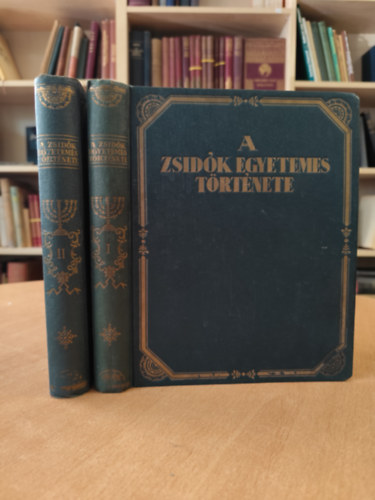 A ZSIDÓK
EGYETEMES
TÖRTÉNETE
II
A ZSIDÓK
EGYETEMES
TÖRTÉNETE
I
A
ZSIDÓK EGYETEMES
TÖRTÉNETE